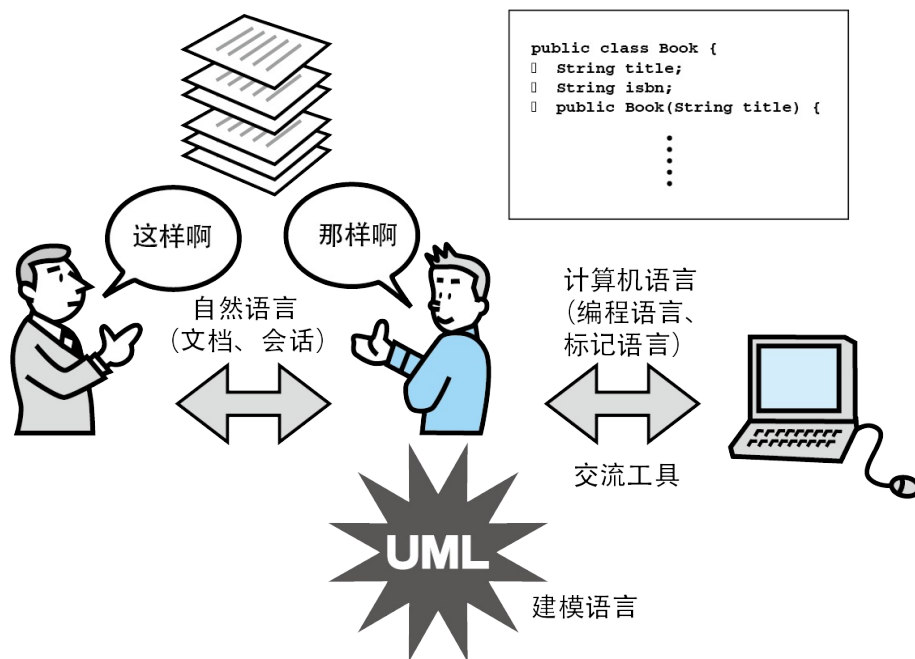 public class Book {
▯ String title;
▯ String isbn;
▯ public Book(String title) {
这样啊
那样啊
自然语言
(文档、会话)
计算机语言
(编程语言、
标记语言)
交流工具
UML
建模语言